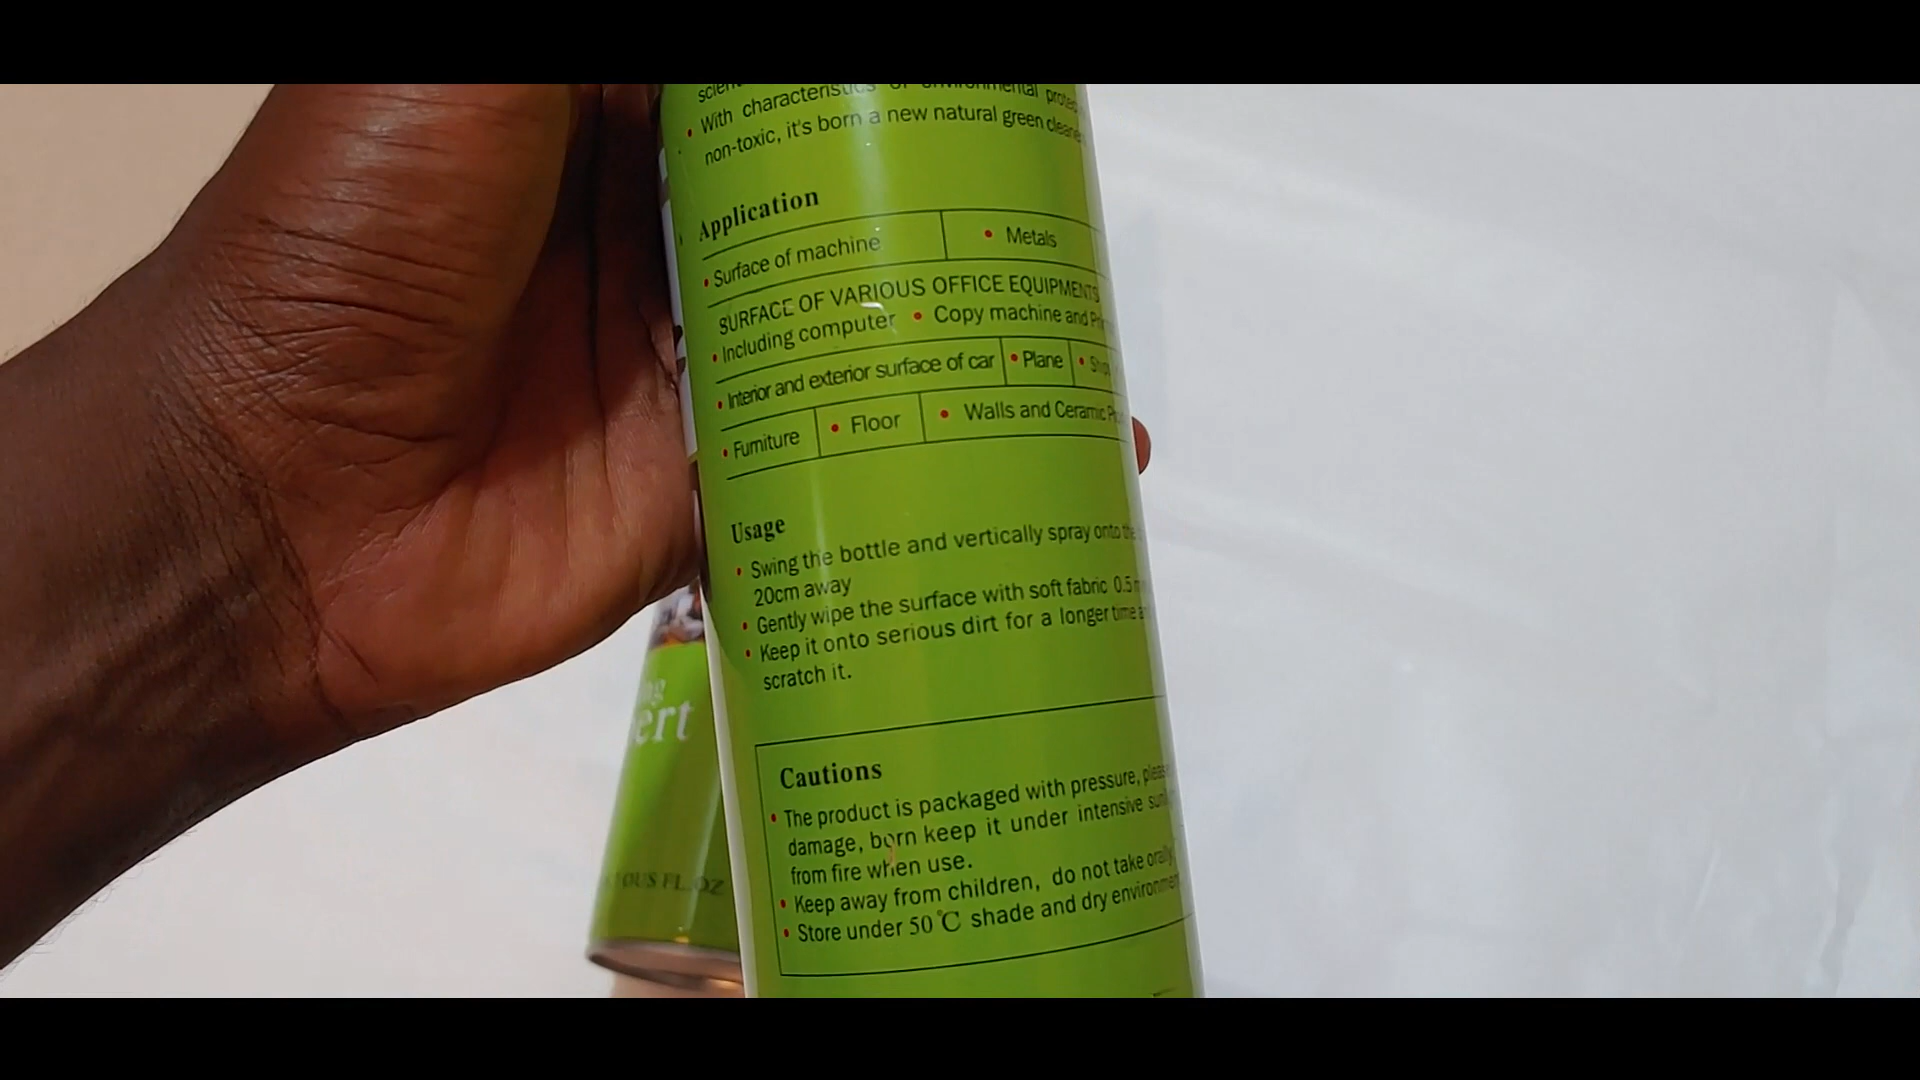 • With characteristics of environmental
non-toxic, it's born a new natural green
Application
• Surface of machine • Metals
SURFACE OF VARIOUS OFFICE EQUIPMENTS
• Including computer • Copy machine and
• Interior and exterior surface of car • Plane •
• Furniture • Floor • Walls and Ceramic
Usage
• Swing the bottle and vertically spray onto the
20cm away
• Gently wipe the surface with soft fabric 0.5
• Keep it onto serious dirt for a longer time
scratch it.
Cautions
• The product is packaged with pressure,
damage, born keep it under intensive
from fire when use.
• Keep away from children, do not take orally
• Store under 50℃ shade and dry
FL.OZ